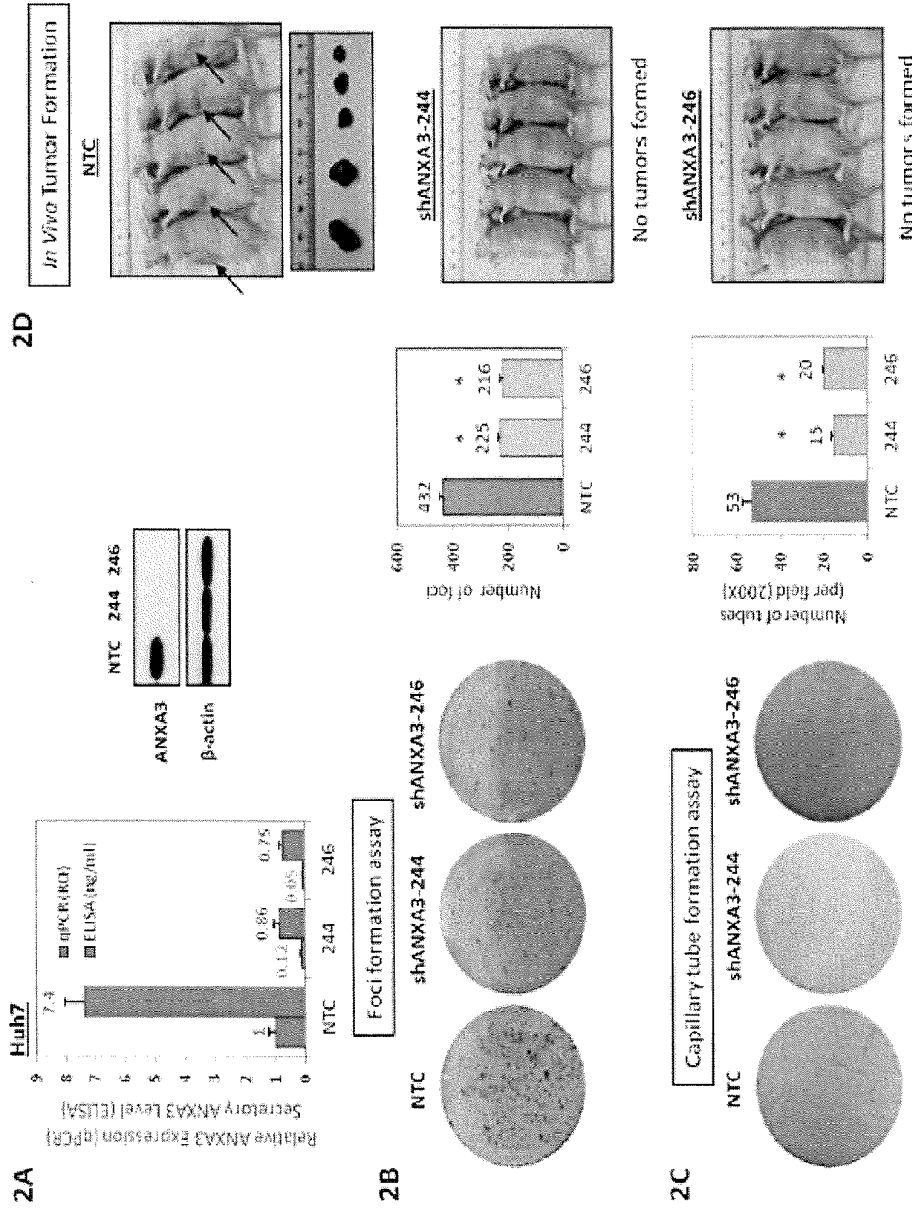 2A
Huh7
Relative ANXA3 Expression (qPCR)
Secretory ANXA3 Level (ELISA)
9
8
7
6
5
4
3
2
1
0
qPCR (RQ)
ELISA (ng/ml)
1
7.4
0.12
0.86
0.05
0.75
NTC
244
246
NTC 244 246
ANXA3
β-actin
2B
Foci formation assay
NTC
shANXA3-244
shANXA3-246
Number of foci
600
400
200
0
432
225
*
216
*
NTC
244
246
2C
Capillary tube formation assay
NTC
shANXA3-244
shANXA3-246
Number of tubes
(per field (200X)
80
60
40
20
0
53
15
*
20
*
NTC
244
246
2D
In Vivo Tumor Formation
NTC
shANXA3-244
No tumors formed
shANXA3-246
No tumors formed